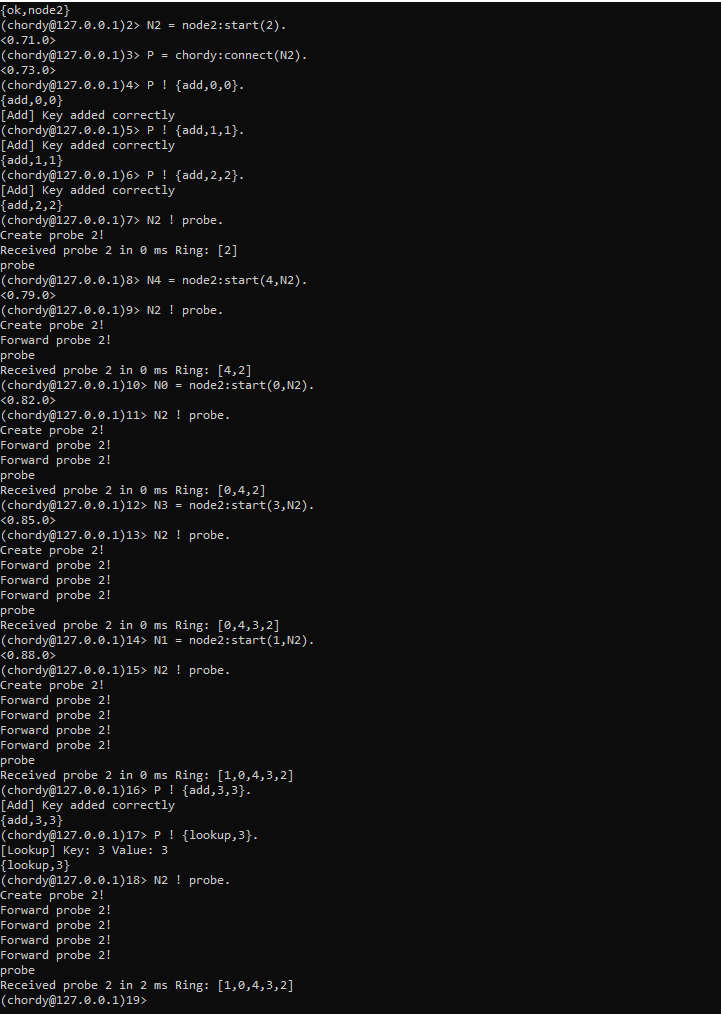 {ok,node2}
(chordy@127.0.0.1)2> N2 = node2:start(2).
<0.71.0>
(chordy@127.0.0.1)3> P = chordy:connect(N2).
<0.73.0>
(chordy@127.0.0.1)4> P ! {add,0,0}.
{add,0,0}
[Add] Key added correctly
(chordy@127.0.0.1)5> P ! {add,1,1}.
[Add] Key added correctly
{add,1,1}
(chordy@127.0.0.1)6> P ! {add,2,2}.
[Add] Key added correctly
{add,2,2}
(chordy@127.0.0.1)7> N2 ! probe.
Create probe 2!
Received probe 2 in 0 ms Ring: [2]
probe
(chordy@127.0.0.1)8> N4 = node2:start(4,N2).
<0.79.0>
(chordy@127.0.0.1)9> N2 ! probe.
Create probe 2!
Forward probe 2!
probe
Received probe 2 in 0 ms Ring: [4,2]
(chordy@127.0.0.1)10> N0 = node2:start(0,N2).
<0.82.0>
(chordy@127.0.0.1)11> N2 ! probe.
Create probe 2!
Forward probe 2!
Forward probe 2!
probe
Received probe 2 in 0 ms Ring: [0,4,2]
(chordy@127.0.0.1)12> N3 = node2:start(3,N2).
<0.85.0>
(chordy@127.0.0.1)13> N2 ! probe.
Create probe 2!
Forward probe 2!
Forward probe 2!
Forward probe 2!
probe
Received probe 2 in 0 ms Ring: [0,4,3,2]
(chordy@127.0.0.1)14> N1 = node2:start(1,N2).
<0.88.0>
(chordy@127.0.0.1)15> N2 ! probe.
Create probe 2!
Forward probe 2!
Forward probe 2!
Forward probe 2!
Forward probe 2!
probe
Received probe 2 in 0 ms Ring: [1,0,4,3,2]
(chordy@127.0.0.1)16> P ! {add,3,3}.
[Add] Key added correctly
{add,3,3}
(chordy@127.0.0.1)17> P ! {lookup,3}.
[Lookup] Key: 3 Value: 3
{lookup,3}
(chordy@127.0.0.1)18> N2 ! probe.
Create probe 2!
Forward probe 2!
Forward probe 2!
Forward probe 2!
Forward probe 2!
probe
Received probe 2 in 2 ms Ring: [1,0,4,3,2]
(chordy@127.0.0.1)19>